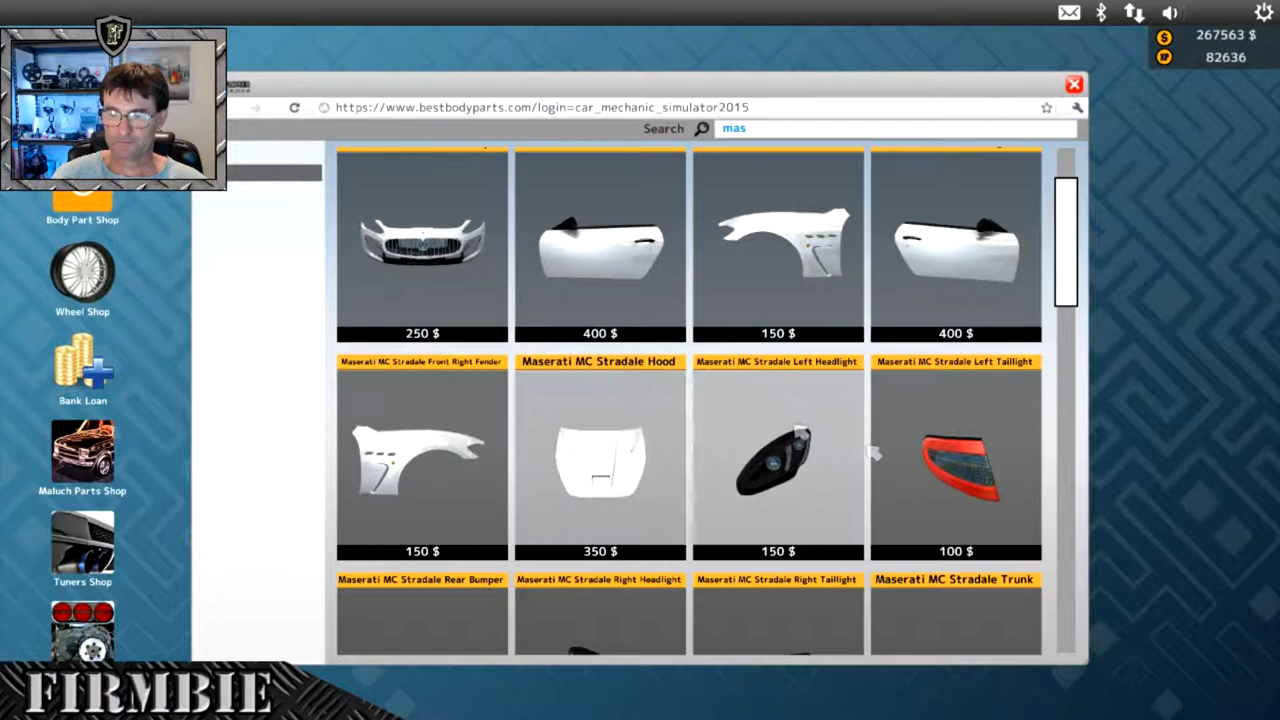 267563 $
82636
https://www.bestbodyparts.com/login=car_mechanic_simulator2015
Search
mas
Body Part Shop
Wheel Shop
Bank Loan
Maluch Parts Shop
Tuners Shop
250 $
400 $
150 $
400 $
Maserati MC Stradale Front Right Fender
Maserati MC Stradale Hood
Maserati MC Stradale Left Headlight
Maserati MC Stradale Left Taillight
150 $
350 $
150 $
100 $
Maserati MC Stradale Rear Bumper
Maserati MC Stradale Right Headlight
Maserati MC Stradale Right Taillight
Maserati MC Stradale Trunk
FIRMBIE